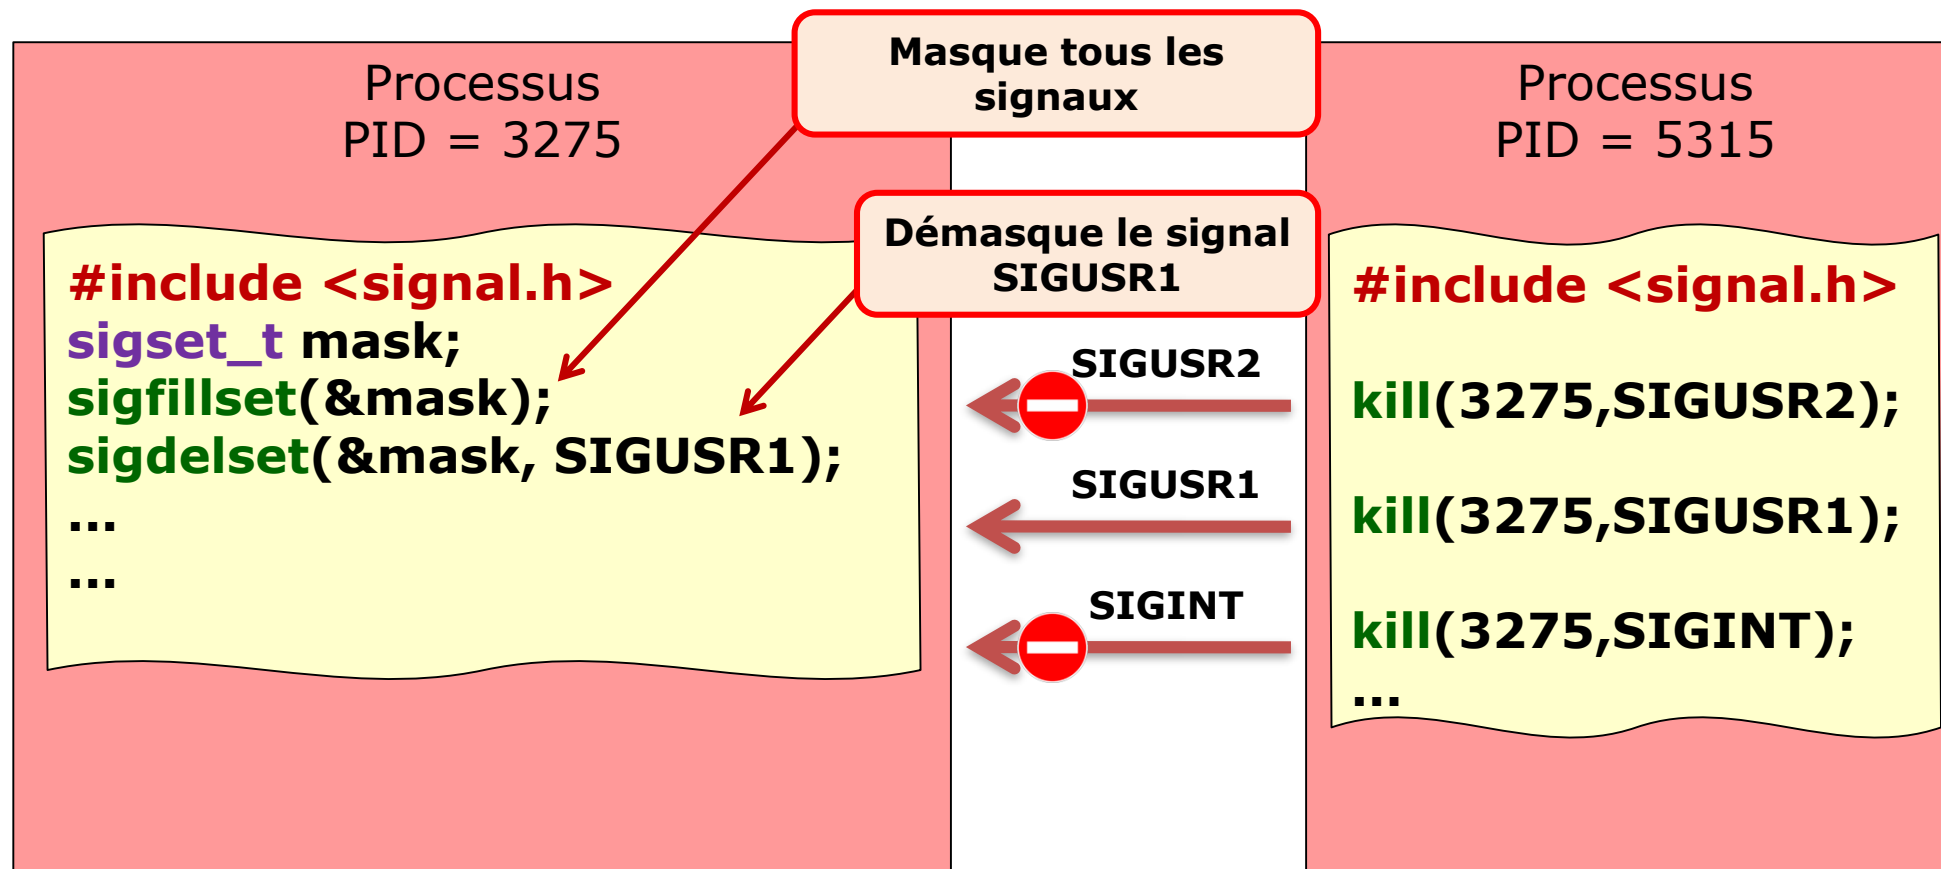 Masque tous les
signaux
Processus
PID = 3275
Processus
PID = 5315
Démasque le signal
SIGUSR1
#include <signal.h>
sigset_t mask;
sigfillset(&mask);
sigdelset(&mask, SIGUSR1);
...
...
SIGUSR2
SIGUSR1
SIGINT
#include <signal.h>
kill(3275,SIGUSR2);
kill(3275,SIGUSR1);
kill(3275,SIGINT);
...